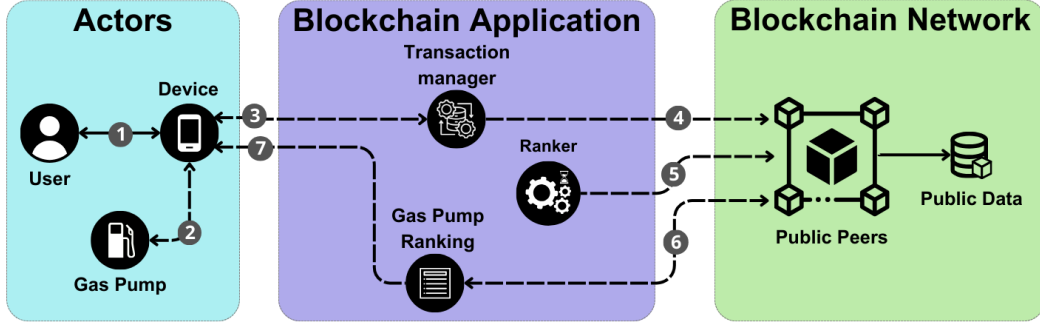 Actors
Blockchain Application
Blockchain Network
Transaction
manager
Device
3
4
1
7
Ranker
User
5
Public Data
Gas Pump
Ranking
2
6
Public Peers
Gas Pump